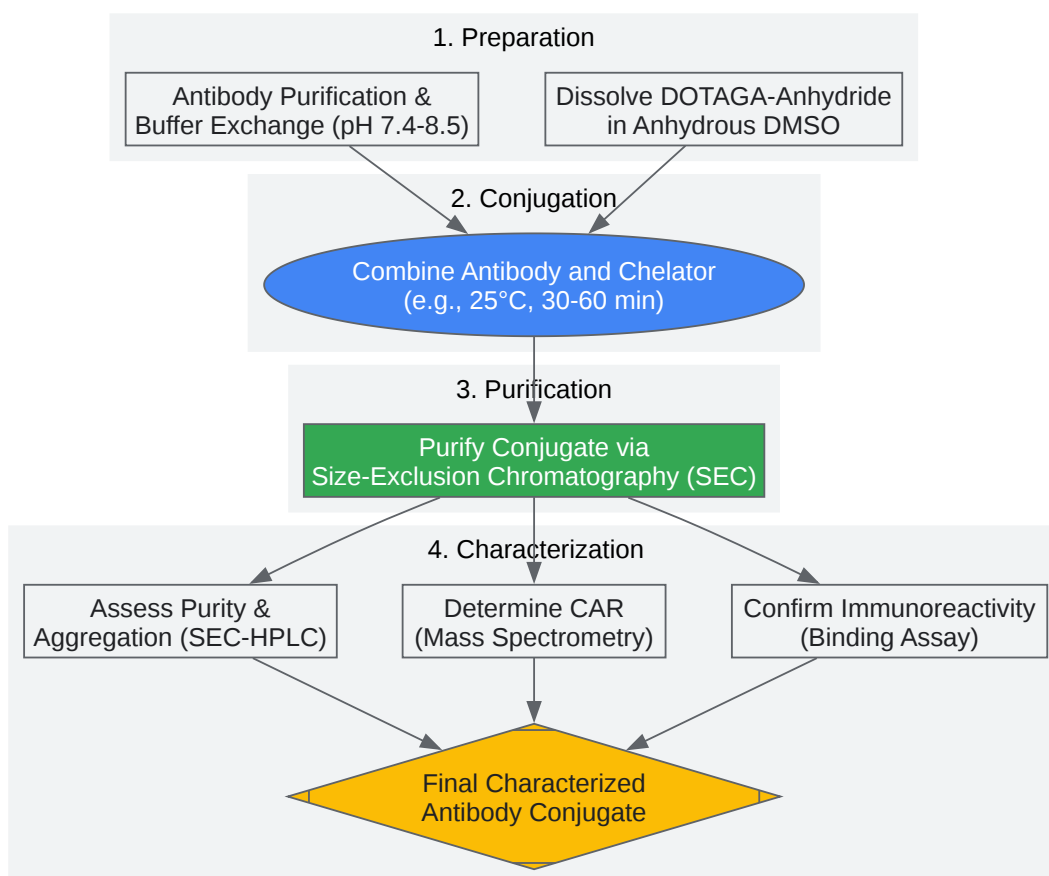 1. Preparation
Antibody Purification &
Buffer Exchange (pH 7.4-8.5)
Dissolve DOTAGA-Anhydride
in Anhydrous DMSO
2. Conjugation
Combine Antibody and Chelator
(e.g., 25°C, 30-60 min)
3. Purification
Purify Conjugate via
Size-Exclusion Chromatography (SEC)
4. Characterization
Assess Purity &
Aggregation (SEC-HPLC)
Determine CAR
(Mass Spectrometry)
Confirm Immunoreactivity
(Binding Assay)
Final Characterized
Antibody Conjugate